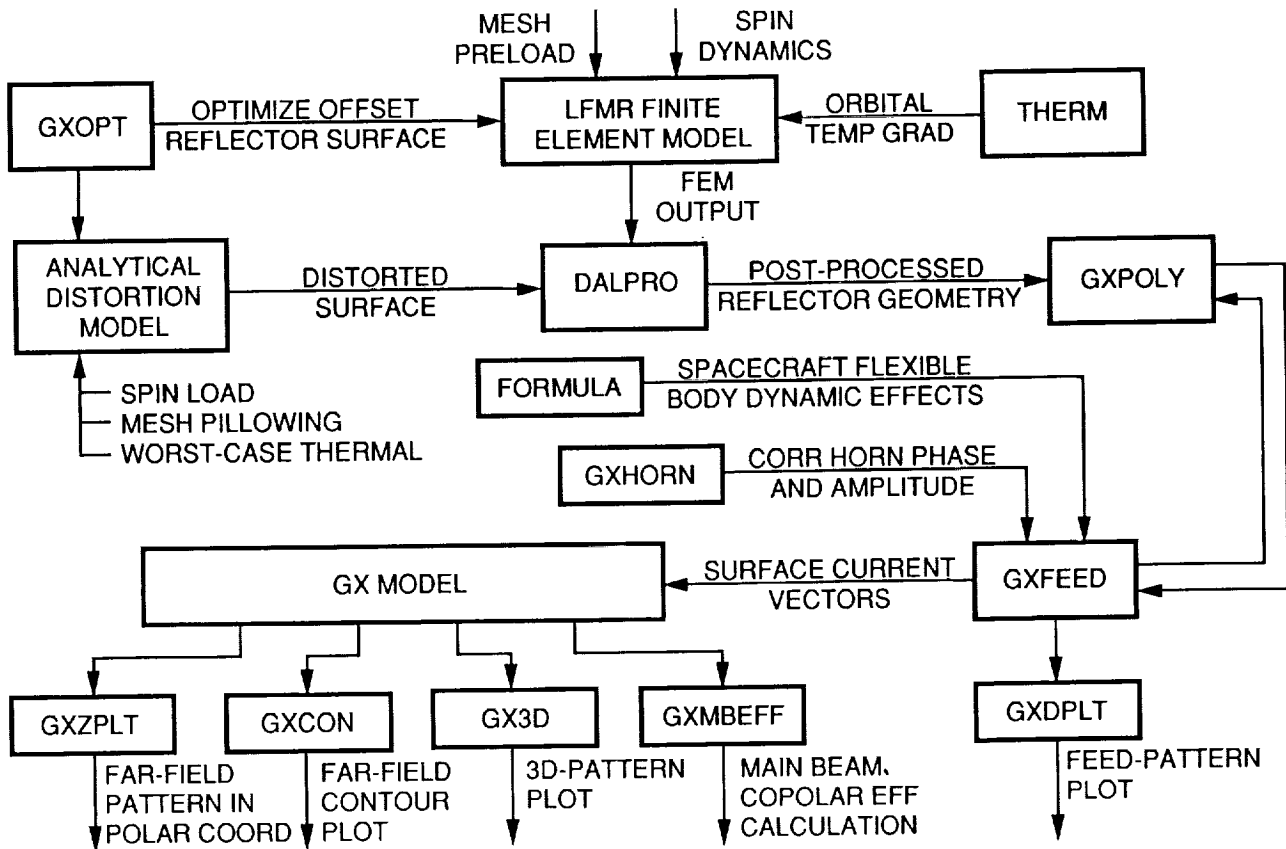 MESH
PRELOAD
SPIN
DYNAMICS
GXOPT
OPTIMIZE OFFSET
REFLECTOR SURFACE
LFMR FINITE
ELEMENT MODEL
ORBITAL
TEMP GRAD
THERM
FEM
OUTPUT
ANALYTICAL
DISTORTION
MODEL
DISTORTED
SURFACE
DALPRO
POST-PROCESSED
REFLECTOR GEOMETRY
GXPOLY
SPIN LOAD
MESH PILLOWING
WORST-CASE THERMAL
FORMULA
SPACECRAFT FLEXIBLE
BODY DYNAMIC EFFECTS
GXHORN
CORR HORN PHASE
AND AMPLITUDE
GX MODEL
SURFACE CURRENT
VECTORS
GXFEED
GXZPLT
GXCON
GX3D
GXMBEFF
GXDPLT
FAR-FIELD
PATTERN IN
POLAR COORD
FAR-FIELD
CONTOUR
PLOT
3D-PATTERN
PLOT
MAIN BEAM,
COPOLAR EFF
CALCULATION
FEED-PATTERN
PLOT